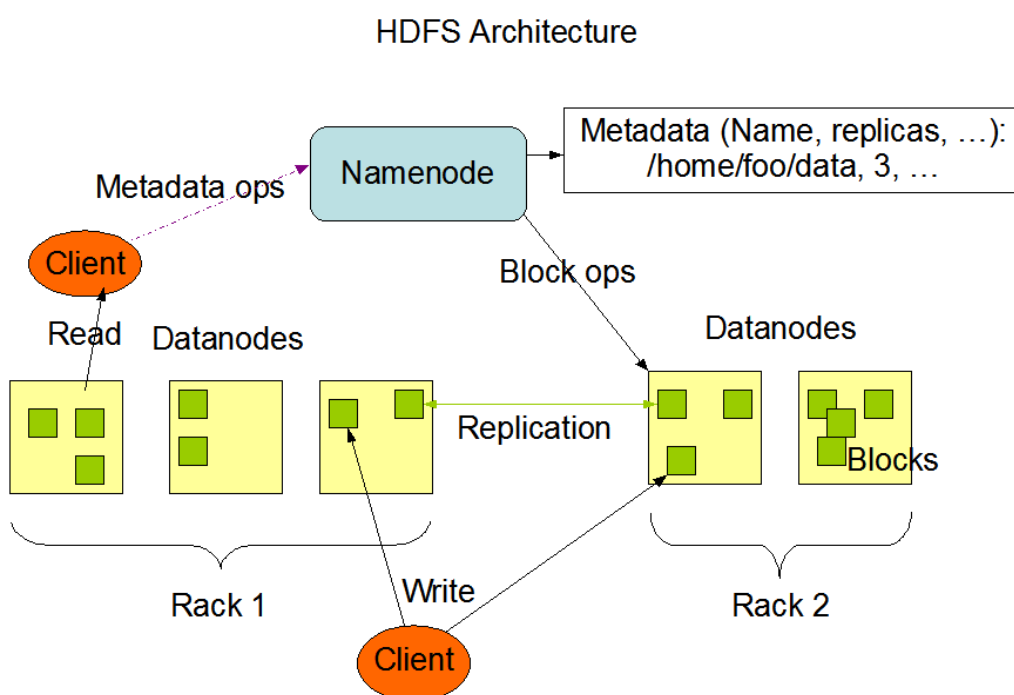 HDFS Architecture
Metadata (Name, replicas, …):
/home/foo/data, 3, …
Namenode
Metadata ops
Client
Block ops
Read
Datanodes
Datanodes
Replication
Blocks
Rack 1
Write
Rack 2
Client